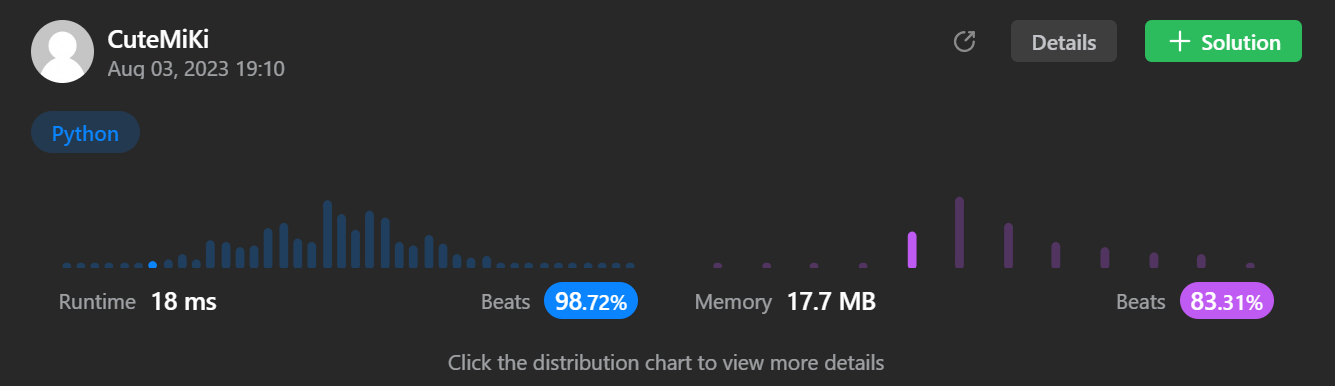 CuteMiKi
Aug 03, 2023 19:10
Details
+ Solution
Python
Runtime 18 ms Beats 98.72% Memory 17.7 MB Beats 83.31%
Click the distribution chart to view more details